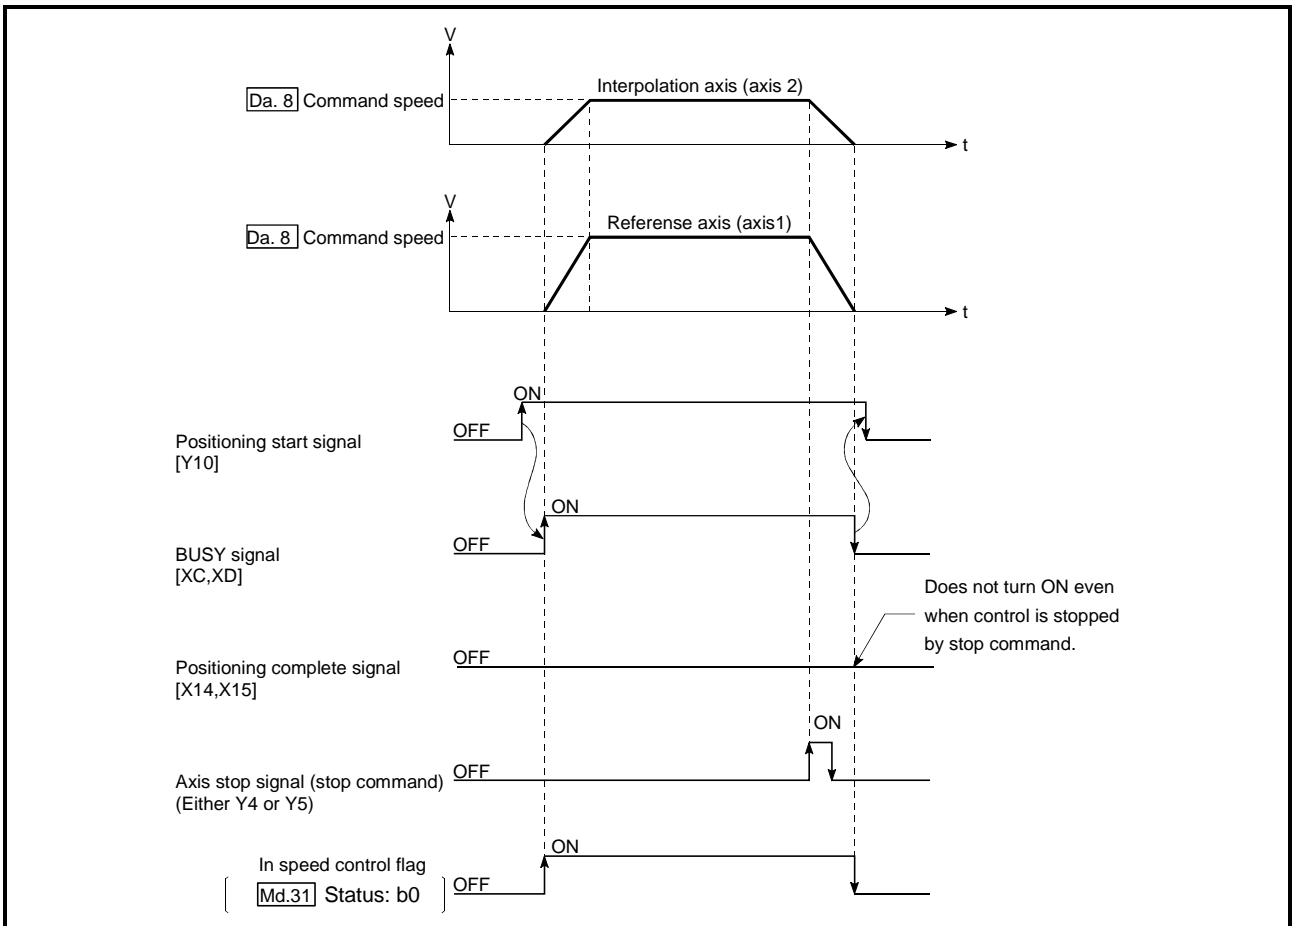 V
Interpolation axis (axis 2)
Da. 8 Command speed
t
V
Referense axis (axis1)
Da. 8 Command speed
t
ON
OFF
Positioning start signal
[Y10]
ON
OFF
BUSY signal
[XC,XD]
Does not turn ON even
when control is stopped
by stop command.
OFF
Positioning complete signal
[X14,X15]
ON
OFF
Axis stop signal (stop command)
(Either Y4 or Y5)
ON
In speed control flag
OFF
Md.31 Status: b0